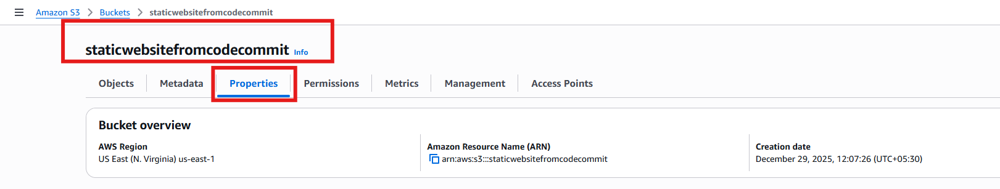 Amazon S3 > Buckets > staticwebsitefromcodecommit
staticwebsitefromcodecommit Info
Objects Metadata Properties Permissions Metrics Management Access Points
Bucket overview
AWS Region Amazon Resource Name (ARN) Creation date
US East (N. Virginia) us-east-1 arn:aws:s3:::staticwebsitefromcodecommit December 29, 2025, 12:07:26 (UTC+05:30)